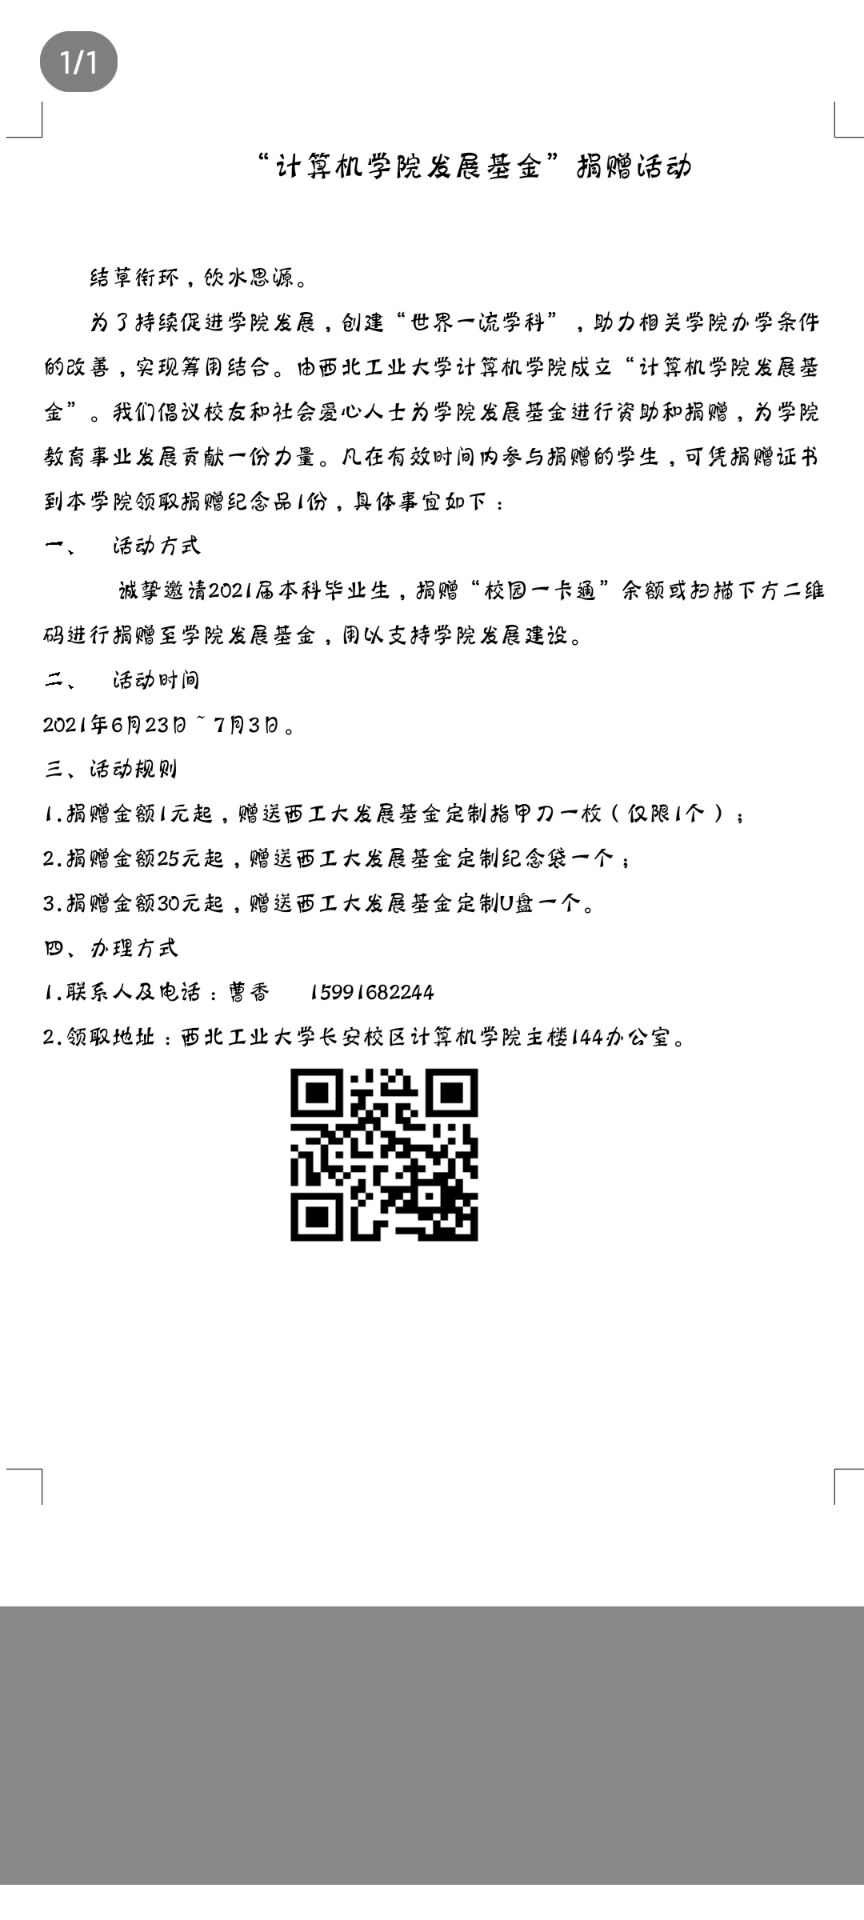 1/1
“计算机学院发展基金”捐赠活动
结草衔环，饮水思源。
为了持续促进学院发展，创建“世界一流学科”，助力相关学院办学条件
的改善，实现筹用结合。由西北工业大学计算机学院成立“计算机学院发展基
金”。我们倡议校友和社会爱心人士为学院发展基金进行资助和捐赠，为学院
教育事业发展贡献一份力量。凡在有效时间内参与捐赠的学生，可凭捐赠证书
到本学院领取捐赠纪念品1份，具体事宜如下：
一、 活动方式
诚挚邀请2021届本科毕业生，捐赠“校园一卡通”余额或扫描下方二维
码进行捐赠至学院发展基金，用以支持学院发展建设。
二、 活动时间
2021年6月23日~7月3日。
三、活动规则
1.捐赠金额1元起，赠送西工大发展基金定制指甲刀一枚（仅限1个）；
2.捐赠金额25元起，赠送西工大发展基金定制纪念袋一个；
3.捐赠金额30元起，赠送西工大发展基金定制U盘一个。
四、办理方式
1.联系人及电话：曹香 15991682244
2.领取地址：西北工业大学长安校区计算机学院主楼144办公室。